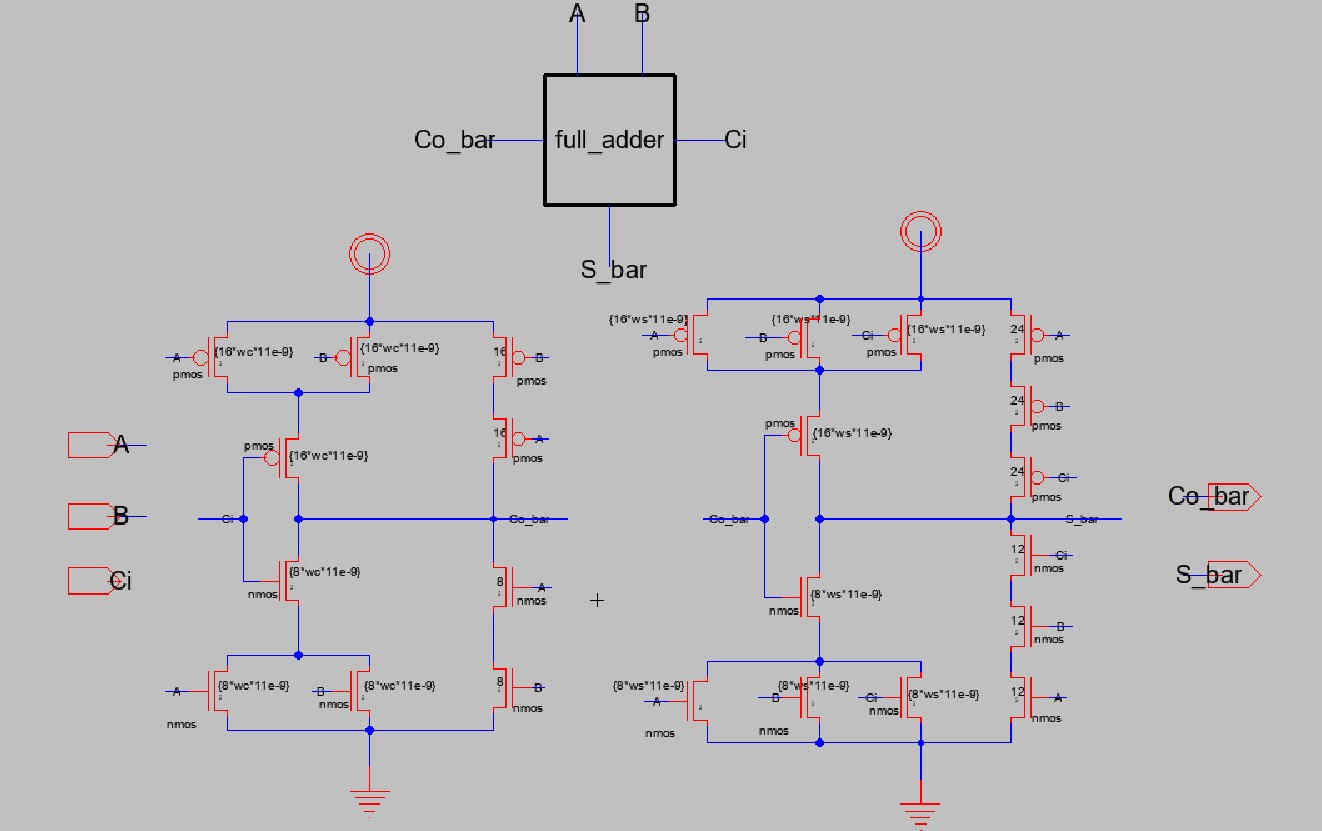 A B
Co_bar full_adder Ci
S_bar
{16*ws*11e-9} {16*ws*11e-9} {16*ws*11e-9} 24
A B Ci A
pmos pmos pmos pmos
{16*wc*11e-9} {16*wc*11e-9} 16
A B B
pmos pmos pmos
24 B
pmos
pmos {16*ws*11e-9}
16 A
pmos {16*wc*11e-9} pmos
A
24 Ci
pmos
Co_bar
B
Ci Co_bar Co_bar S_bar
12 Ci
nmos
{8*wc*11e-9} 8 A
nmos nmos
Ci S_bar
{8*ws*11e-9}
nmos
12 B
nmos
{8*wc*11e-9} {8*wc*11e-9} 8
A B B
nmos nmos nmos
{8*ws*11e-9} {8*ws*11e-9} {8*ws*11e-9} 12
A B Ci A
nmos nmos nmos nmos